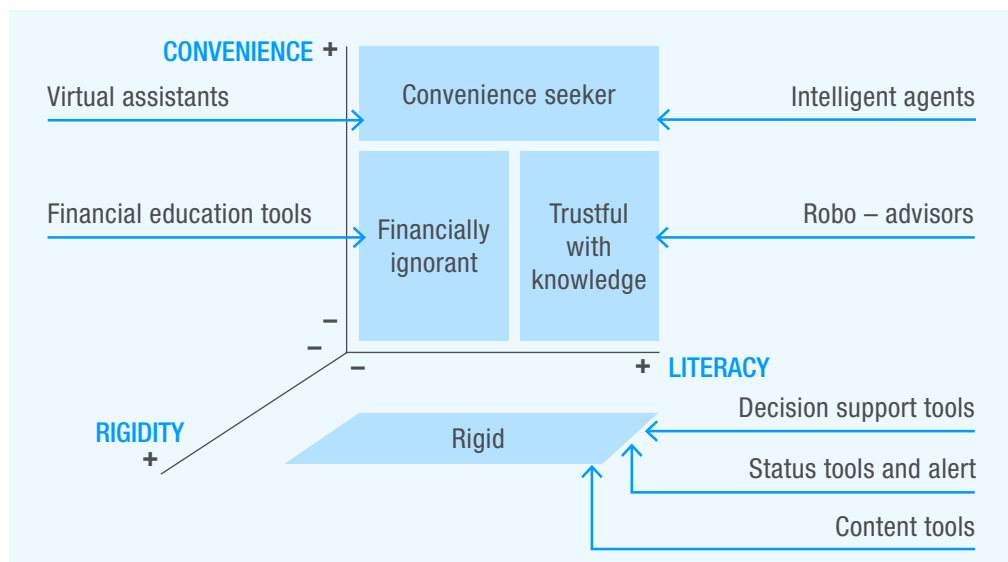 CONVENIENCE +
Convenience seeker
Virtual assistants
Intelligent agents
Financial education tools
Financially
ignorant
Trustful
with
knowledge
Robo – advisors
–
–
–
+ LITERACY
RIGIDITY
+
Rigid
Decision support tools
Status tools and alert
Content tools